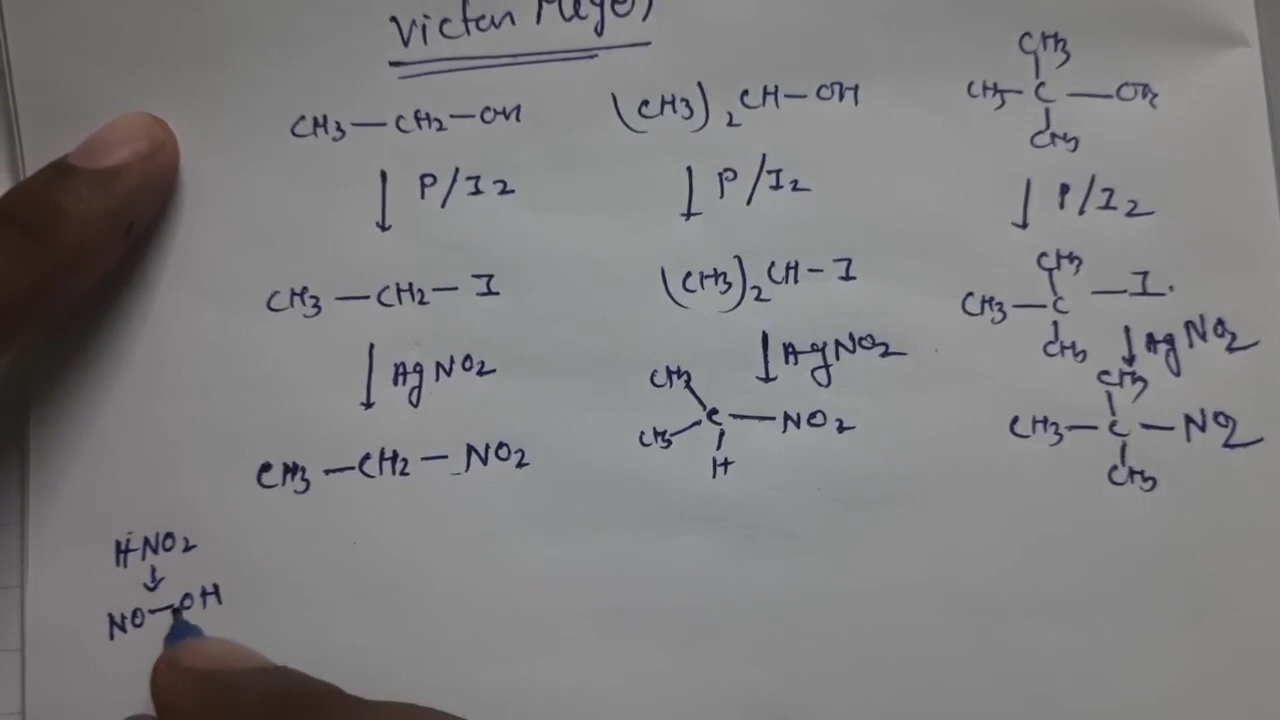 Victan Meyer
CH3—CH2—OH
(CH3)2CH—OH
CH3
CH3—C—OH
CH3
↓ P/I2
↓ P/I2
↓ P/I2
CH3—CH2—I
(CH3)2CH-I
CH3
CH3—C—I.
CH3
↓ AgNO2
↓ AgNO2
↓ AgNO2
CH3—CH2—NO2
CH3
CH3—C—NO2
H
CH3
CH3—C—NO2
CH3
HNO2
↓
NO—OH